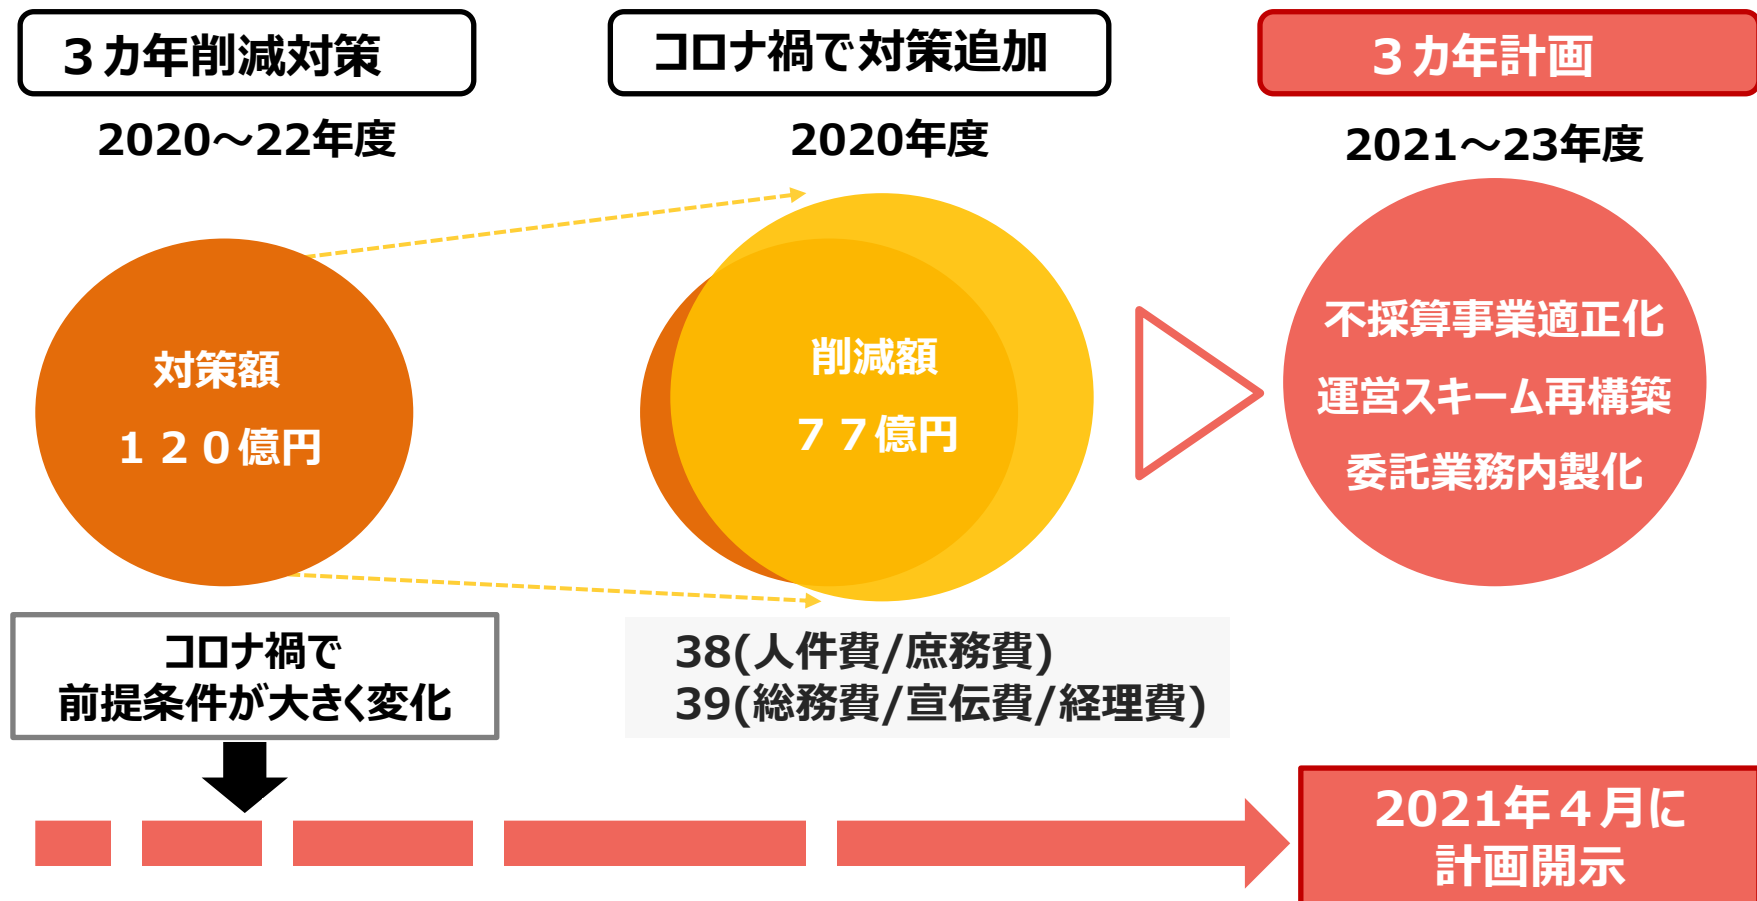 ３カ年削減対策
2020～22年度
対策額
１２０億円
コロナ禍で
前提条件が大きく変化
コロナ禍で対策追加
2020年度
削減額
７７億円
38(人件費/庶務費)
39(総務費/宣伝費/経理費)
３カ年計画
2021～23年度
不採算事業適正化
運営スキーム再構築
委託業務内製化
2021年４月に
計画開示